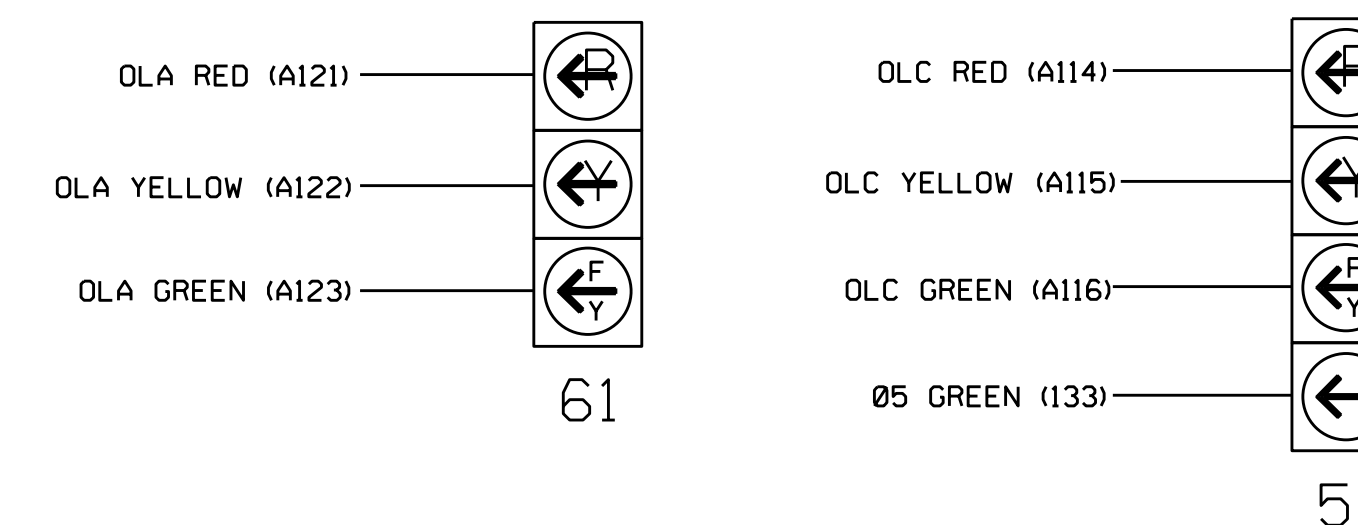 OLA RED (A121)
R
OLA YELLOW (A122)
Y
OLA GREEN (A123)
F
Y
61
OLC RED (A114)
OLC YELLOW (A115)
OLC GREEN (A116)
Ø5 GREEN (133)
5